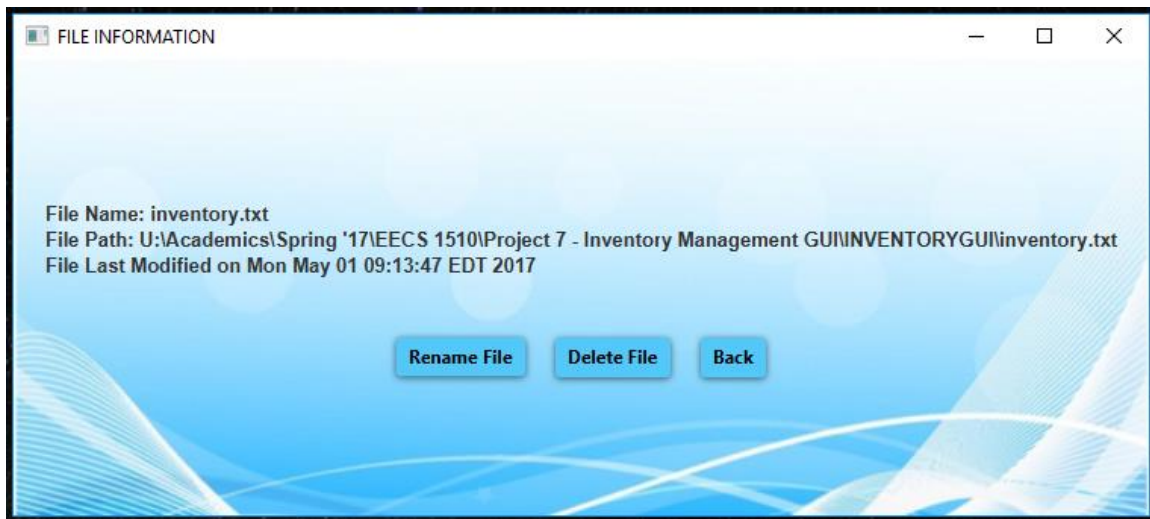 FILE INFORMATION
File Name: inventory.txt
File Path: U:\Academics\Spring '17\EECS 1510\Project 7 - Inventory Management GUI\INVENTORYGUI\inventory.txt
File Last Modified on Mon May 01 09:13:47 EDT 2017
Rename File Delete File Back